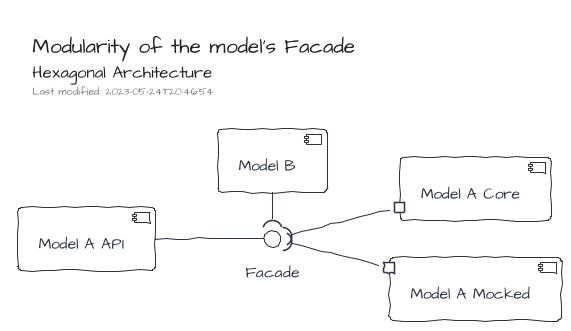 Modularity of the model's Facade
Hexagonal Architecture
Last modified: 2023-05-24T20:46:54
Model B
Model A Core
Model A API
Facade
Model A Mocked